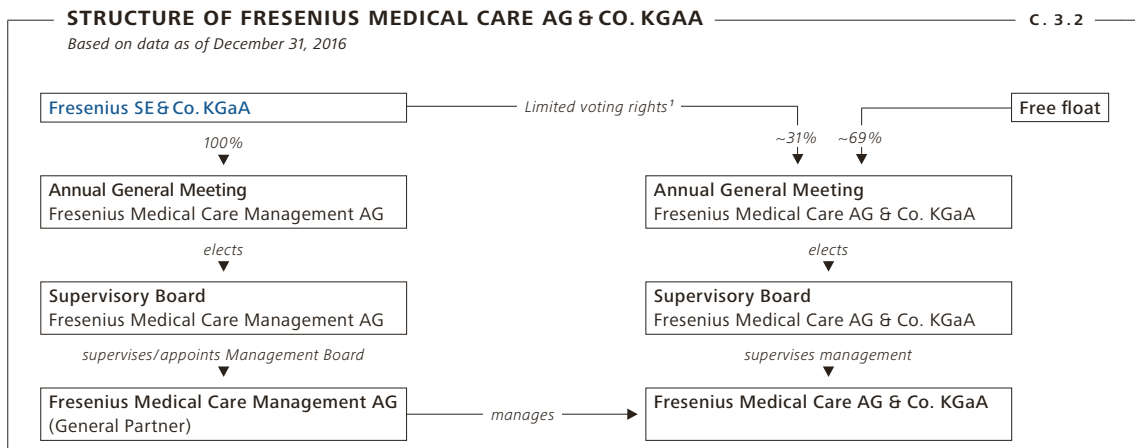 STRUCTURE OF FRESENIUS MEDICAL CARE AG & CO. KGAA
C. 3.2
Based on data as of December 31, 2016
Fresenius SE & Co. KGaA
Limited voting rights¹
Free float
100%
~31%
~69%
Annual General Meeting
Fresenius Medical Care Management AG
Annual General Meeting
Fresenius Medical Care AG & Co. KGaA
elects
elects
Supervisory Board
Fresenius Medical Care Management AG
Supervisory Board
Fresenius Medical Care AG & Co. KGaA
supervises/appoints Management Board
supervises management
Fresenius Medical Care Management AG
(General Partner)
manages
Fresenius Medical Care AG & Co. KGaA